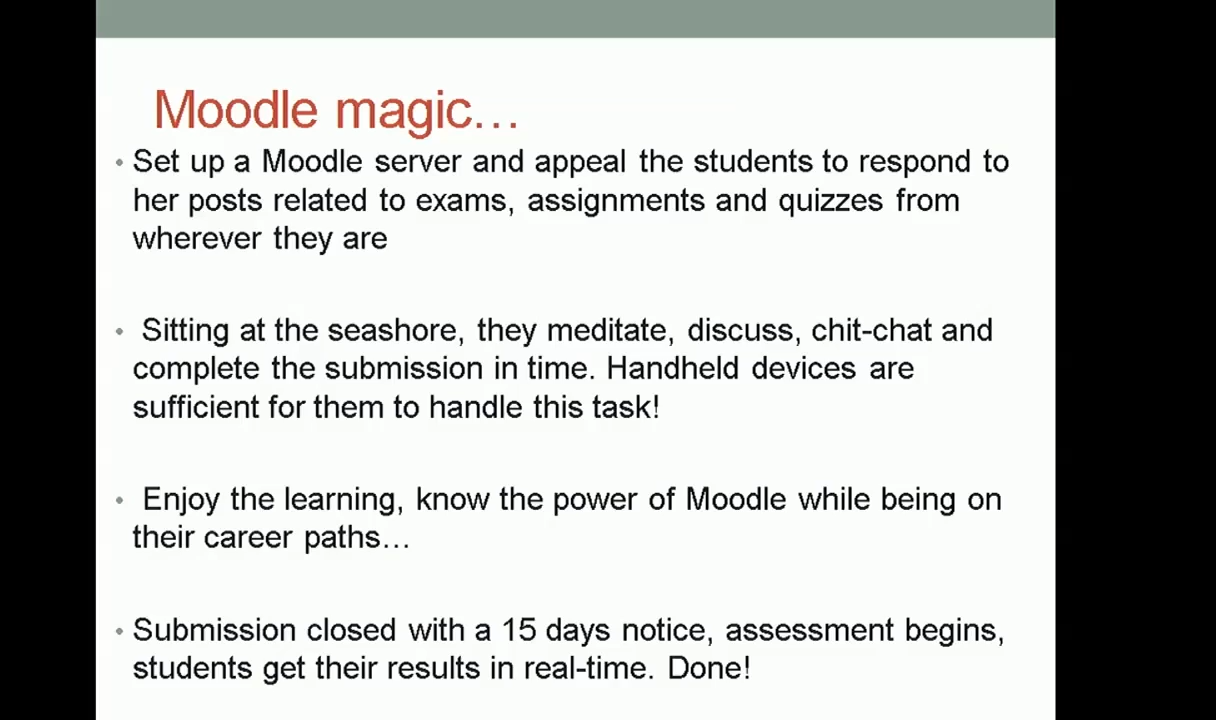 Moodle magic...
• Set up a Moodle server and appeal the students to respond to
her posts related to exams, assignments and quizzes from
wherever they are
• Sitting at the seashore, they meditate, discuss, chit-chat and
complete the submission in time. Handheld devices are
sufficient for them to handle this task!
• Enjoy the learning, know the power of Moodle while being on
their career paths...
• Submission closed with a 15 days notice, assessment begins,
students get their results in real-time. Done!